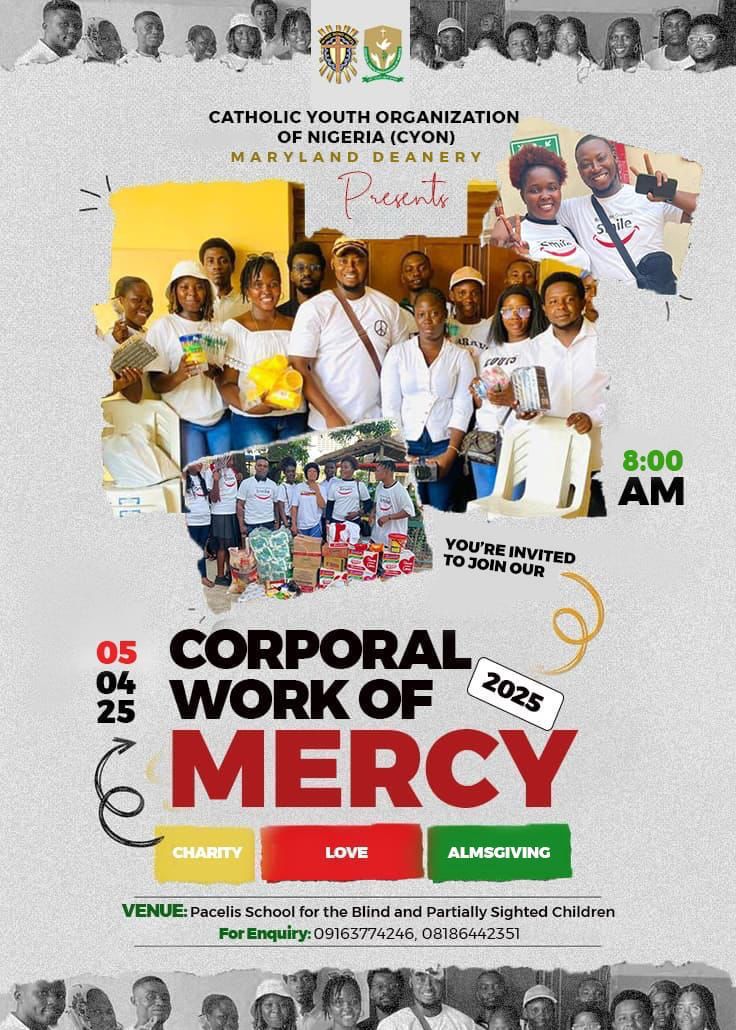 CATHOLIC YOUTH ORGANIZATION
OF NIGERIA (CYON)
MARYLAND DEANERY
Presents
Smile
Smile
8:00
AM
YOU'RE INVITED
TO JOIN OUR
05
04
25
CORPORAL
WORK OF
2025
MERCY
CHARITY
LOVE
ALMSGIVING
VENUE: Pacelis School for the Blind and Partially Sighted Children
For Enquiry: 09163774246, 08186442351